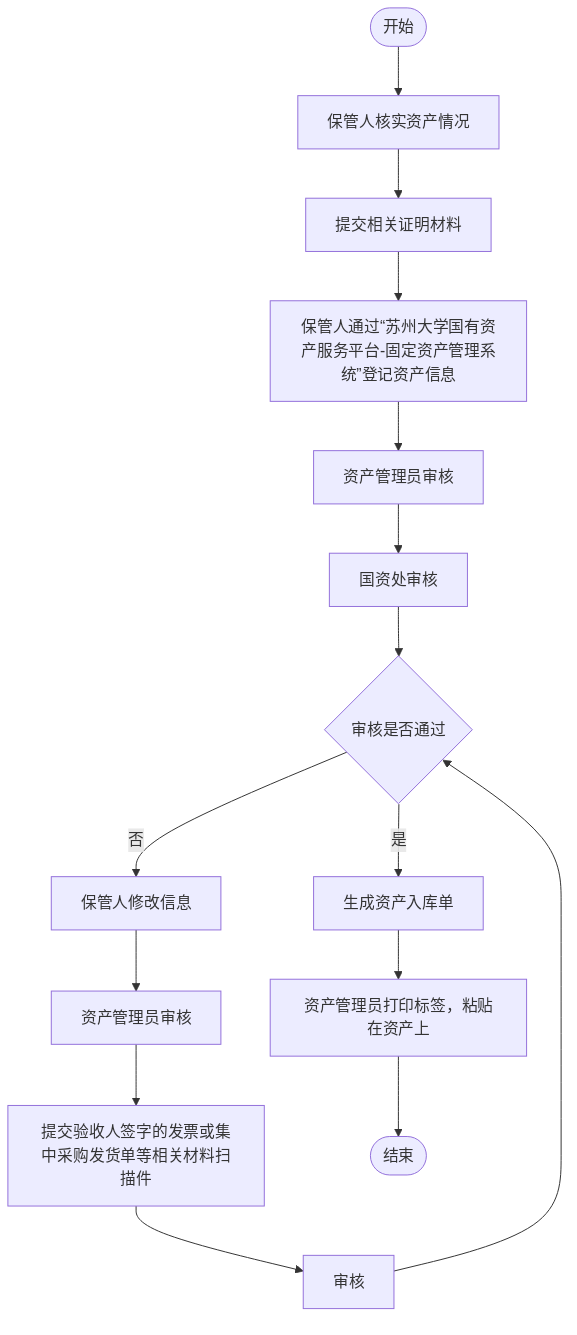 开始
保管人核实资产情况
提交相关证明材料
保管人通过“苏州大学国有资
产服务平台-固定资产管理系
统”登记资产信息
资产管理员审核
国资处审核
审核是否通过
否
是
保管人修改信息
生成资产入库单
资产管理员审核
资产管理员打印标签，粘贴
在资产上
提交验收人签字的发票或集
中采购发货单等相关材料扫
描件
结束
审核